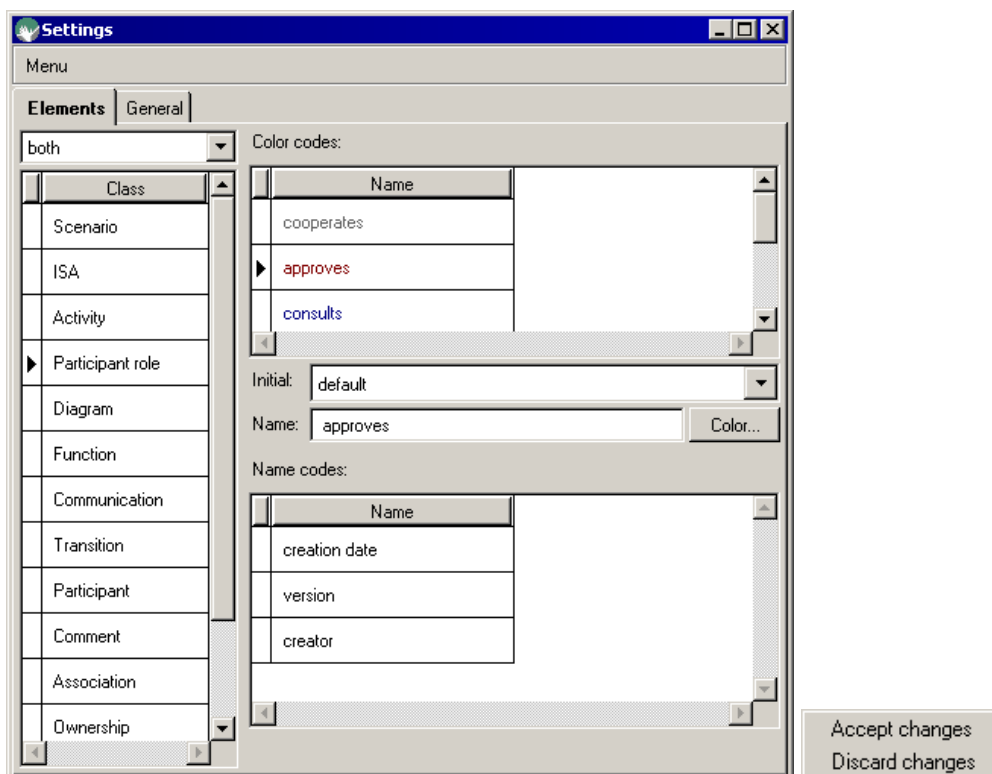 Settings
Menu
Elements General
both
Class
Scenario
ISA
Activity
Participant role
Diagram
Function
Communication
Transition
Participant
Comment
Association
Ownership
Color codes:
Name
cooperates
approves
consults
Initial: default
Name: approves Color...
Name codes:
Name
creation date
version
creator
Accept changes
Discard changes